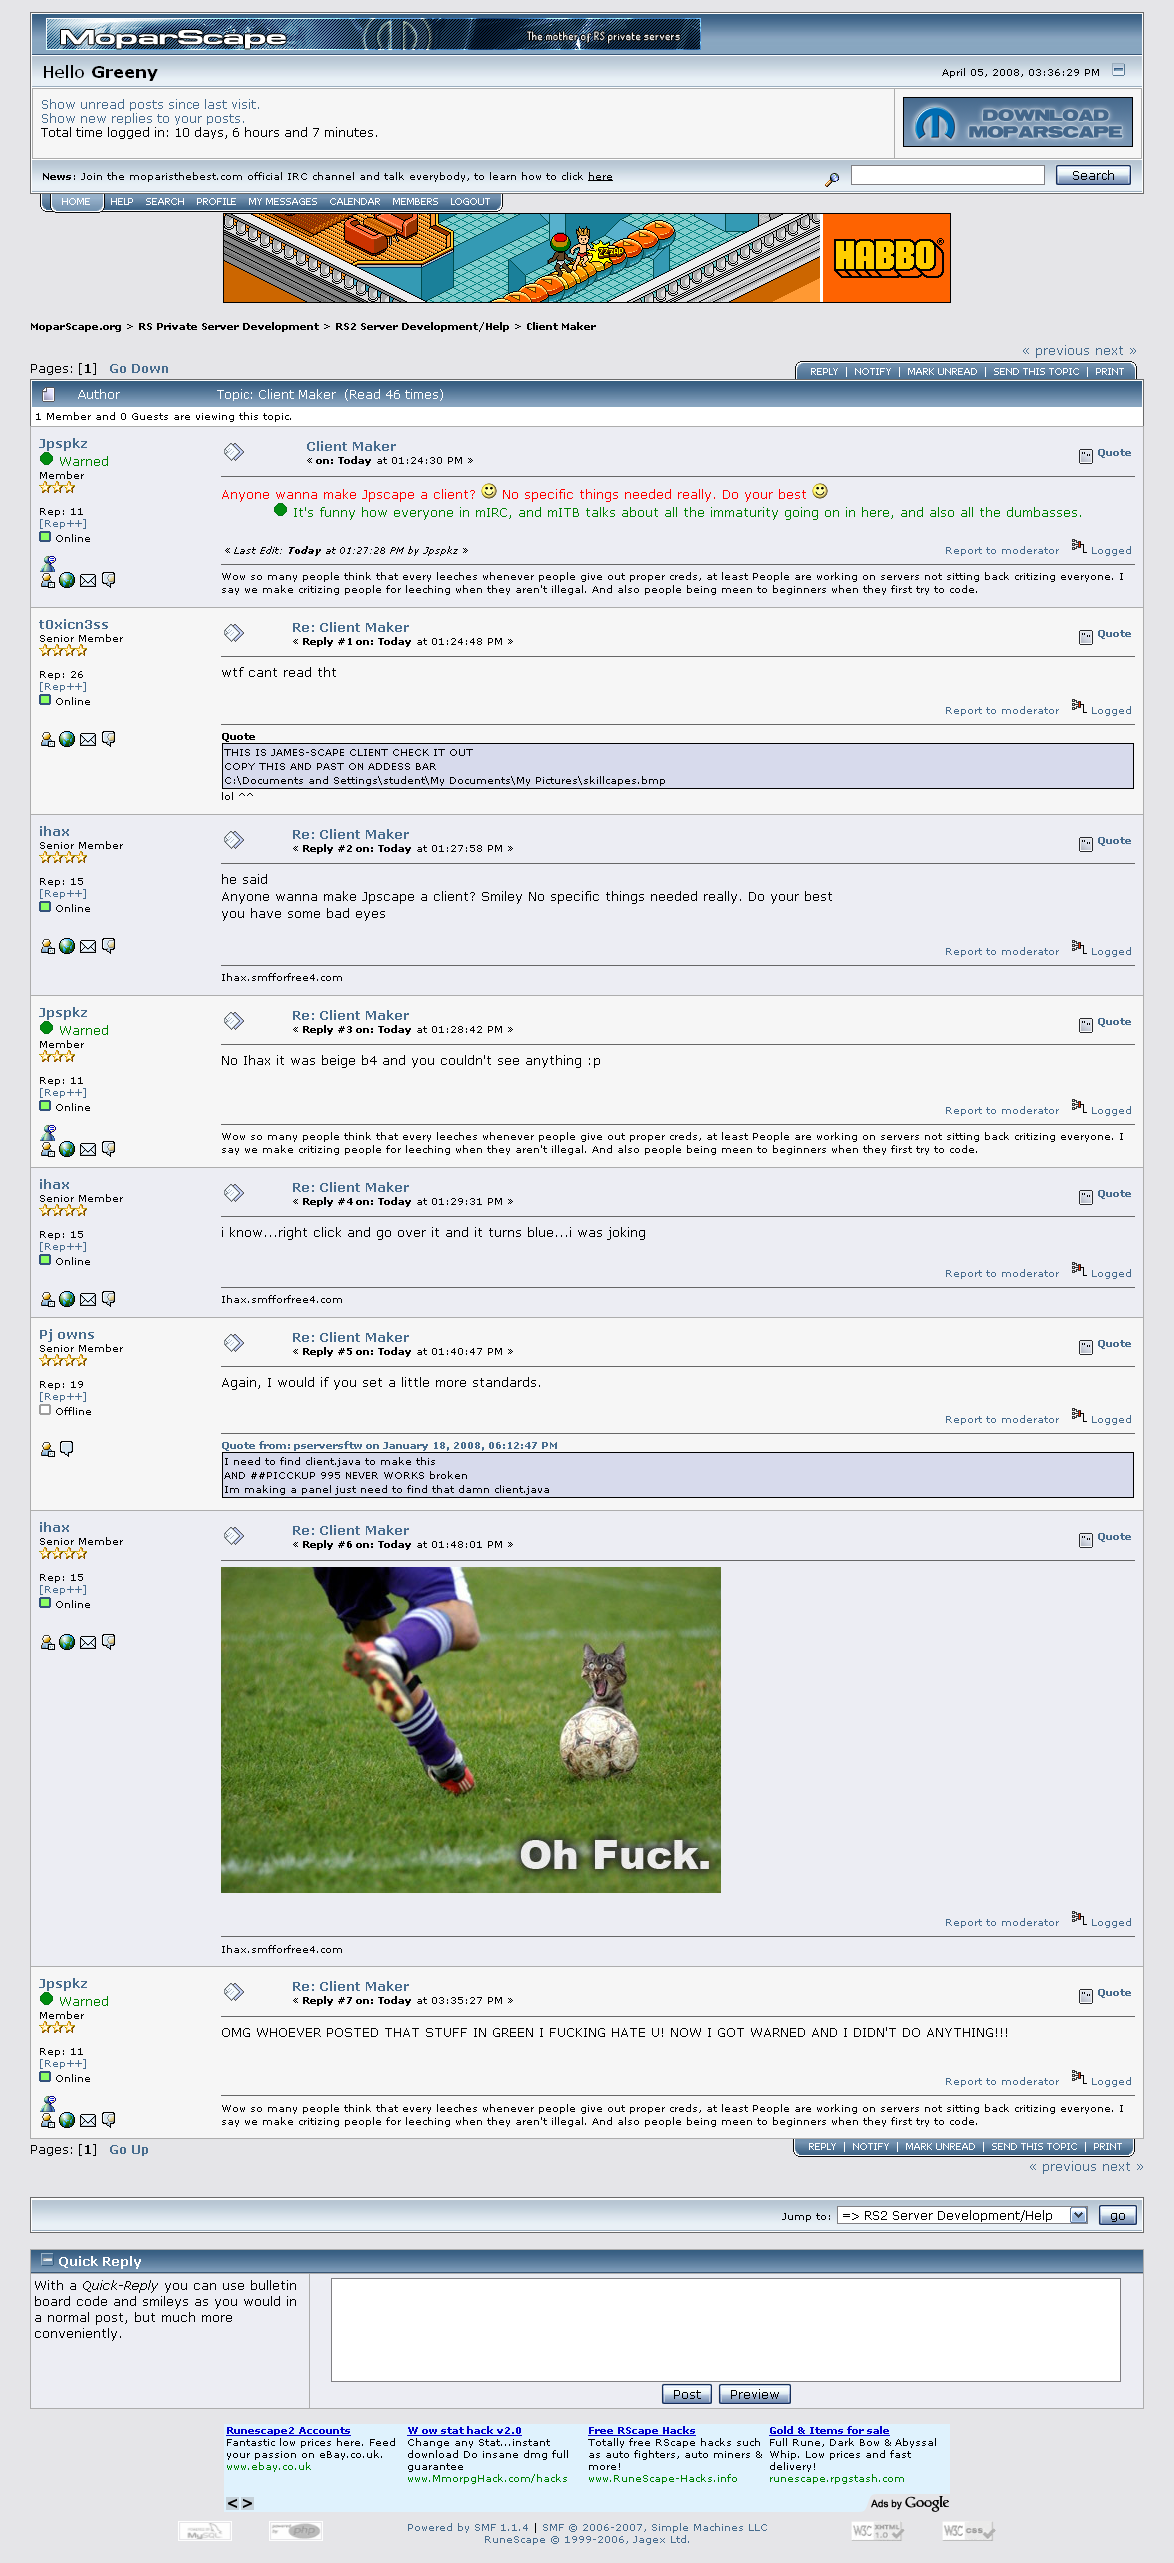 MoparScape
The mother of RS private servers
Hello Greeny
April 05, 2008, 03:36:29 PM
Show unread posts since last visit.
Show new replies to your posts.
Total time logged in: 10 days, 6 hours and 7 minutes.
DOWNLOAD
MOPARSCAPE
News: Join the moparisthebest.com official IRC channel and talk everybody, to learn how to click here
Search
HOME HELP SEARCH PROFILE MY MESSAGES CALENDAR MEMBERS LOGOUT
ZZZAP
HABBO
MoparScape.org > RS Private Server Development > RS2 Server Development/Help > Client Maker
« previous next »
Pages: [1] Go Down
REPLY | NOTIFY | MARK UNREAD | SEND THIS TOPIC | PRINT
Author Topic: Client Maker (Read 46 times)
1 Member and 0 Guests are viewing this topic.
Jpspkz
Warned
Member
Rep: 11
[Rep++]
Online
Client Maker
« on: Today at 01:24:30 PM »
Quote
Anyone wanna make Jpscape a client? No specific things needed really. Do your best
It's funny how everyone in mIRC, and mITB talks about all the immaturity going on in here, and also all the dumbasses.
« Last Edit: Today at 01:27:28 PM by Jpspkz »
Report to moderator Logged
Wow so many people think that every leeches whenever people give out proper creds, at least People are working on servers not sitting back critizing everyone. I
say we make critizing people for leeching when they aren't illegal. And also people being meen to beginners when they first try to code.
t0xicn3ss
Senior Member
Rep: 26
[Rep++]
Online
Re: Client Maker
« Reply #1 on: Today at 01:24:48 PM »
Quote
wtf cant read tht
Report to moderator Logged
Quote
THIS IS JAMES-SCAPE CLIENT CHECK IT OUT
COPY THIS AND PAST ON ADDESS BAR
C:\Documents and Settings\student\My Documents\My Pictures\skillcapes.bmp
lol ^^
ihax
Senior Member
Rep: 15
[Rep++]
Online
Re: Client Maker
« Reply #2 on: Today at 01:27:58 PM »
Quote
he said
Anyone wanna make Jpscape a client? Smiley No specific things needed really. Do your best
you have some bad eyes
Report to moderator Logged
Ihax.smfforfree4.com
Jpspkz
Warned
Member
Rep: 11
[Rep++]
Online
Re: Client Maker
« Reply #3 on: Today at 01:28:42 PM »
Quote
No Ihax it was beige b4 and you couldn't see anything :p
Report to moderator Logged
Wow so many people think that every leeches whenever people give out proper creds, at least People are working on servers not sitting back critizing everyone. I
say we make critizing people for leeching when they aren't illegal. And also people being meen to beginners when they first try to code.
ihax
Senior Member
Rep: 15
[Rep++]
Online
Re: Client Maker
« Reply #4 on: Today at 01:29:31 PM »
Quote
i know...right click and go over it and it turns blue...i was joking
Report to moderator Logged
Ihax.smfforfree4.com
Pj owns
Senior Member
Rep: 19
[Rep++]
Offline
Re: Client Maker
« Reply #5 on: Today at 01:40:47 PM »
Quote
Again, I would if you set a little more standards.
Report to moderator Logged
Quote from: pserversftw on January 18, 2008, 06:12:47 PM
I need to find client.java to make this
AND ##PICCKUP 995 NEVER WORKS broken
Im making a panel just need to find that damn client.java
ihax
Senior Member
Rep: 15
[Rep++]
Online
Re: Client Maker
« Reply #6 on: Today at 01:48:01 PM »
Quote
Oh Fuck.
Report to moderator Logged
Ihax.smfforfree4.com
Jpspkz
Warned
Member
Rep: 11
[Rep++]
Online
Re: Client Maker
« Reply #7 on: Today at 03:35:27 PM »
Quote
OMG WHOEVER POSTED THAT STUFF IN GREEN I FUCKING HATE U! NOW I GOT WARNED AND I DIDN'T DO ANYTHING!!!
Report to moderator Logged
Wow so many people think that every leeches whenever people give out proper creds, at least People are working on servers not sitting back critizing everyone. I
say we make critizing people for leeching when they aren't illegal. And also people being meen to beginners when they first try to code.
Pages: [1] Go Up
REPLY | NOTIFY | MARK UNREAD | SEND THIS TOPIC | PRINT
« previous next »
Jump to: => RS2 Server Development/Help go
Quick Reply
With a Quick-Reply you can use bulletin
board code and smileys as you would in
a normal post, but much more
conveniently.
Post Preview
Runescape2 Accounts
Fantastic low prices here. Feed
your passion on eBay.co.uk.
www.ebay.co.uk
W ow stat hack v2.0
Change any Stat...instant
download Do insane dmg full
guarantee
www.MmorpgHack.com/hacks
Free RScape Hacks
Totally free RScape hacks such
as auto fighters, auto miners &
more!
www.RuneScape-Hacks.info
Gold & Items for sale
Full Rune, Dark Bow & Abyssal
Whip. Low prices and fast
delivery!
runescape.rpgstash.com
< >
Ads by Google
MySQL
php
Powered by SMF 1.1.4 | SMF © 2006-2007, Simple Machines LLC
RuneScape © 1999-2006, Jagex Ltd.
W3C XHTML 1.0
W3C css